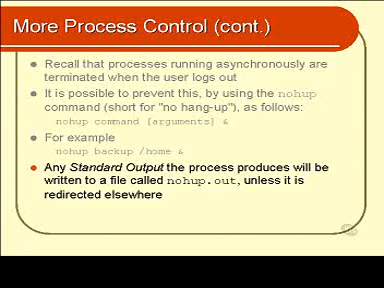 More Process Control (cont.)
Recall that processes running asynchronously are
terminated when the user logs out
It is possible to prevent this, by using the nohup
command (short for "no hang-up"), as follows:
nohup command [arguments] &
For example
nohup backup /home &
Any Standard Output the process produces will be
written to a file called nohup.out, unless it is
redirected elsewhere